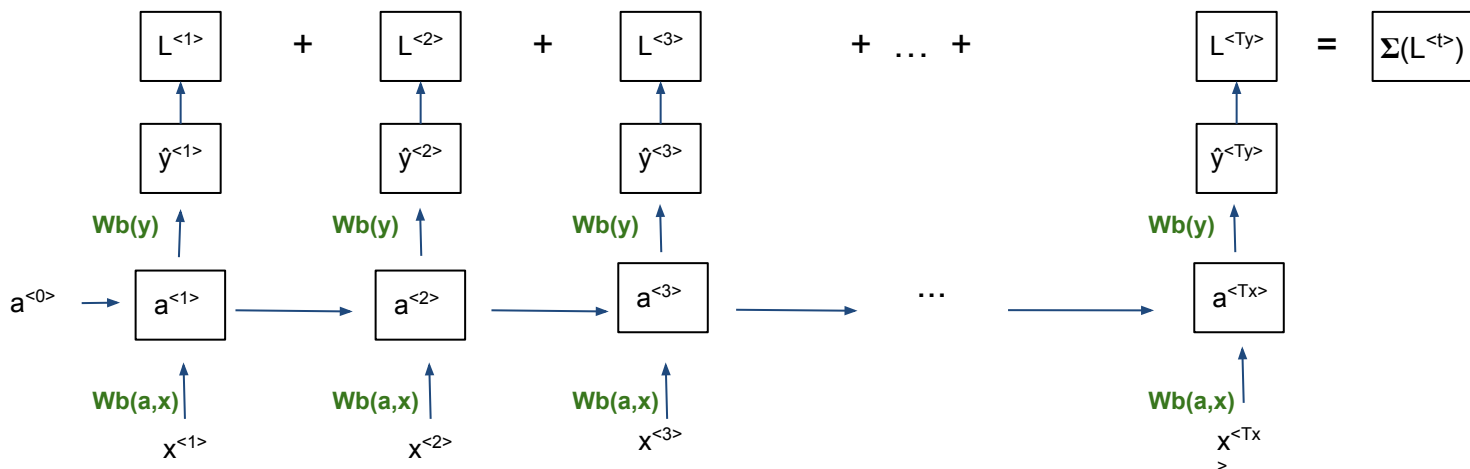 L<1> + L<2> + L<3> + ... + L<Ty> = Σ(L<t>)
ŷ<1> ŷ<2> ŷ<3> ŷ<Ty>
Wb(y) Wb(y) Wb(y) Wb(y)
a<0> a<1> a<2> a<3> ... a<Tx>
Wb(a,x) Wb(a,x) Wb(a,x) Wb(a,x)
x<1> x<2> x<3> x<Tx
>